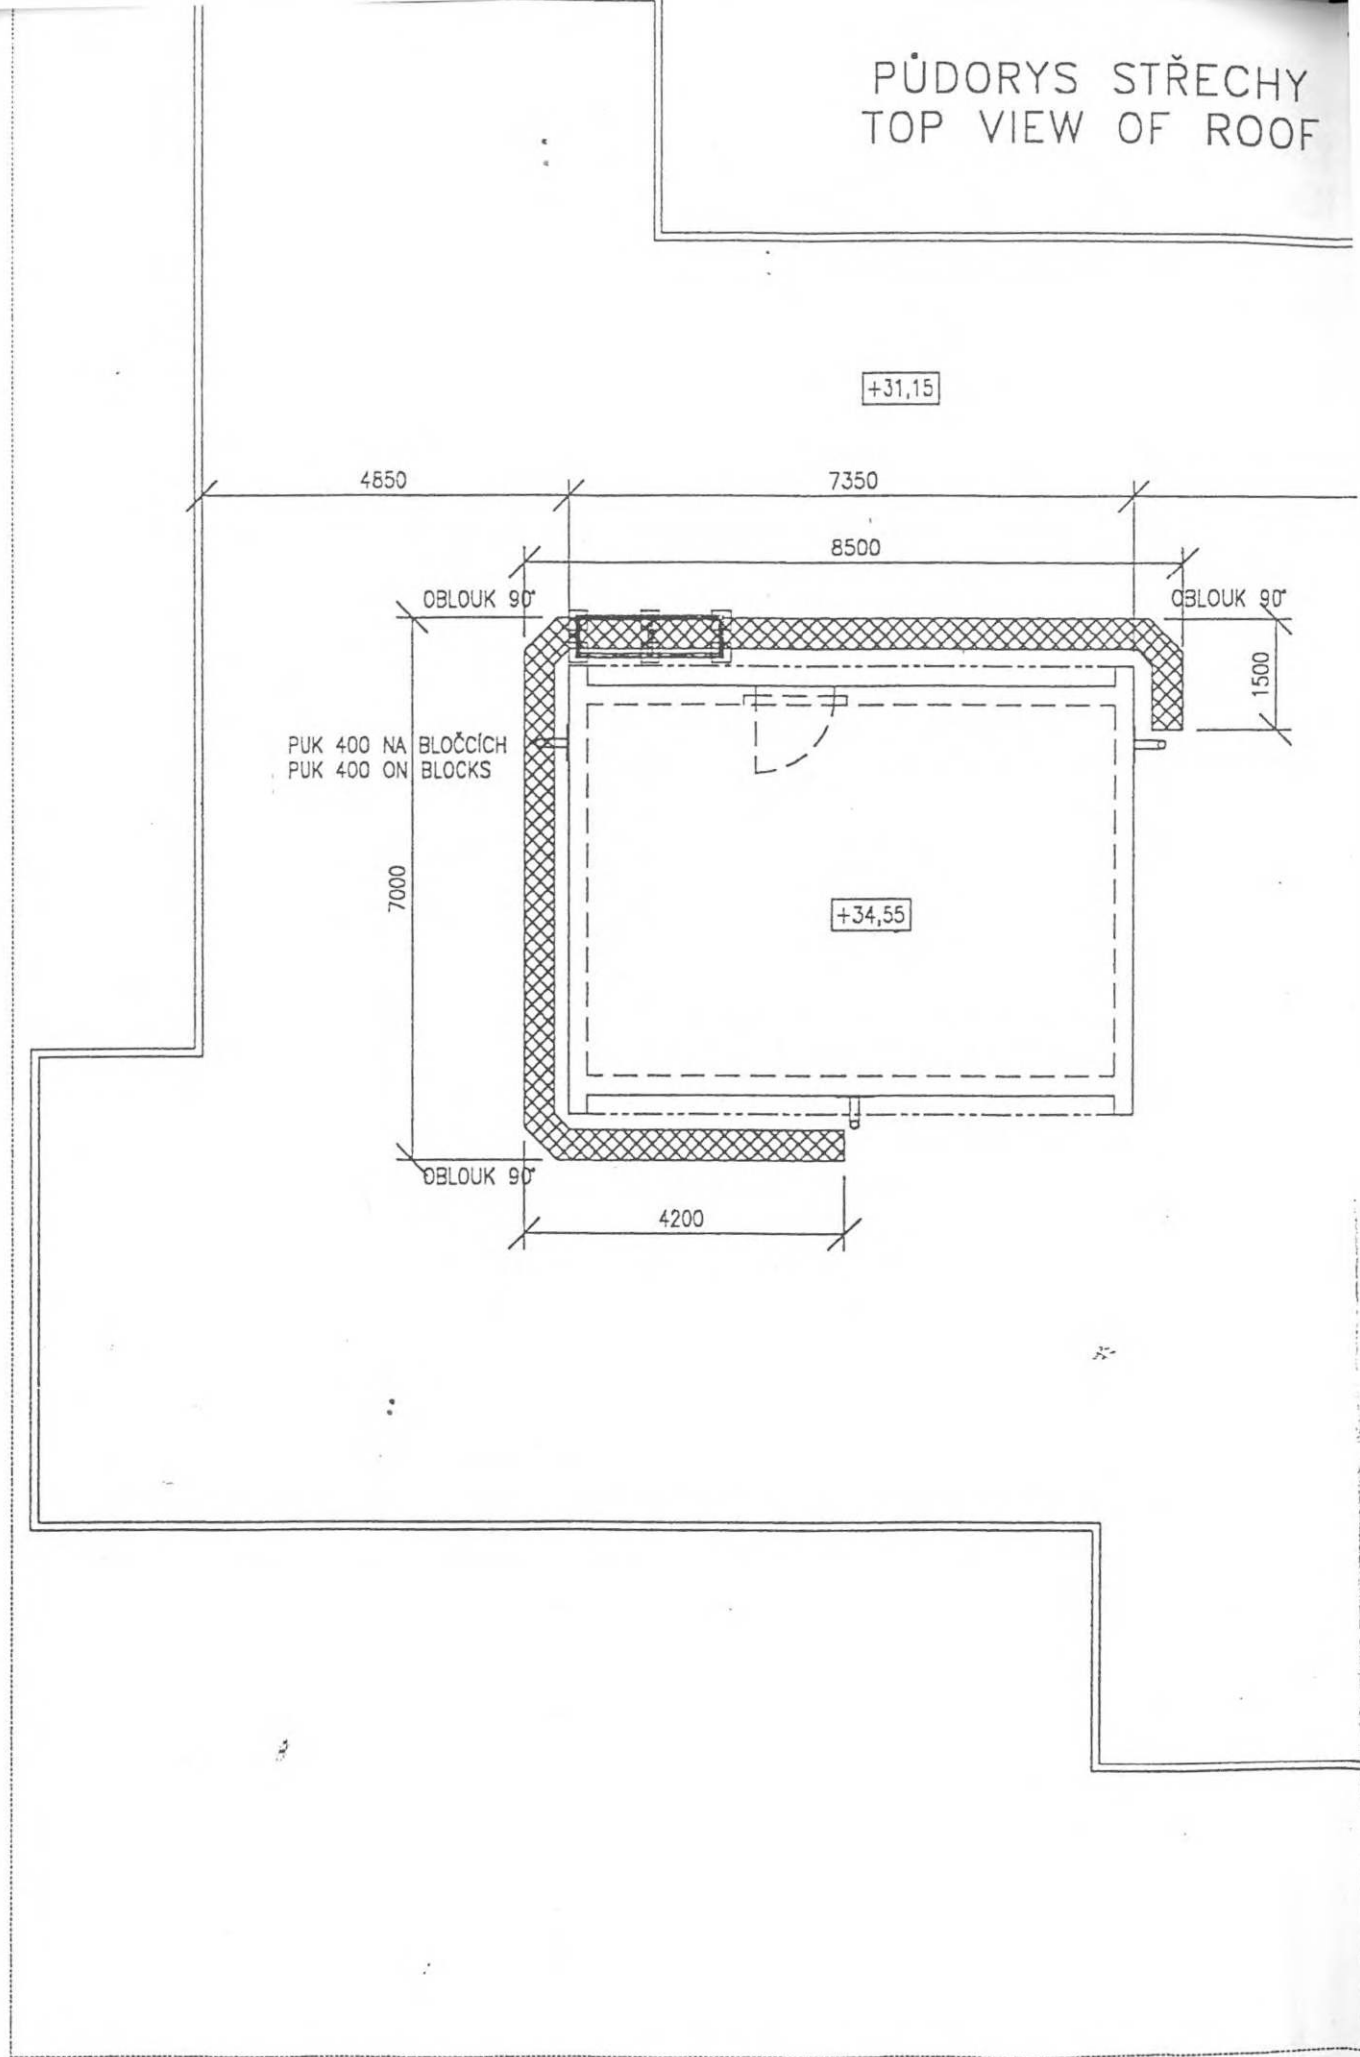 PŮDORYS STŘECHY
TOP VIEW OF ROOF
+31,15
4850
7350
8500
OBLOUK 90°
OBLOUK 90°
1500
PUK 400 NA BLOČCÍCH
PUK 400 ON BLOCKS
7000
+34,55
OBLOUK 90°
4200